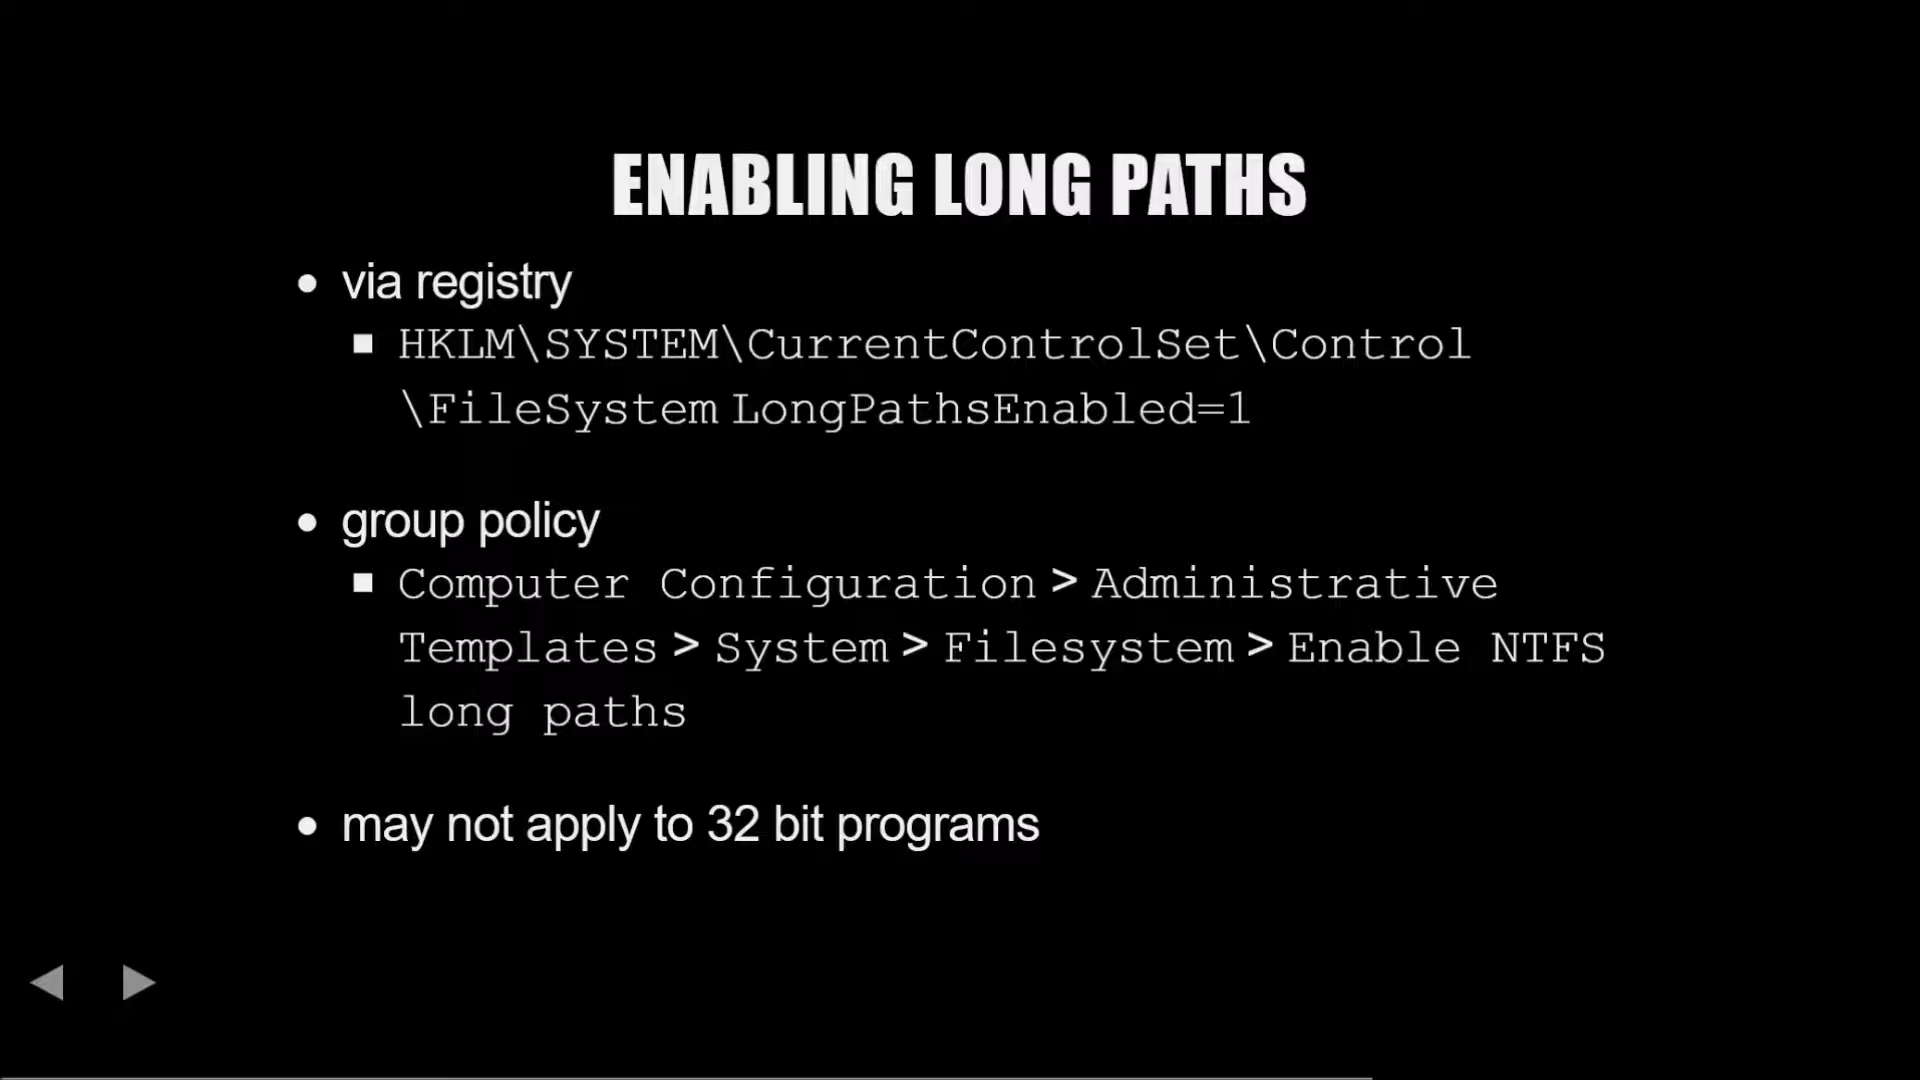 ENABLING LONG PATHS
via registry
HKLM\SYSTEM\CurrentControlSet\Control
\FileSystem LongPathsEnabled=1
group policy
Computer Configuration > Administrative
Templates > System > Filesystem > Enable NTFS
long paths
may not apply to 32 bit programs